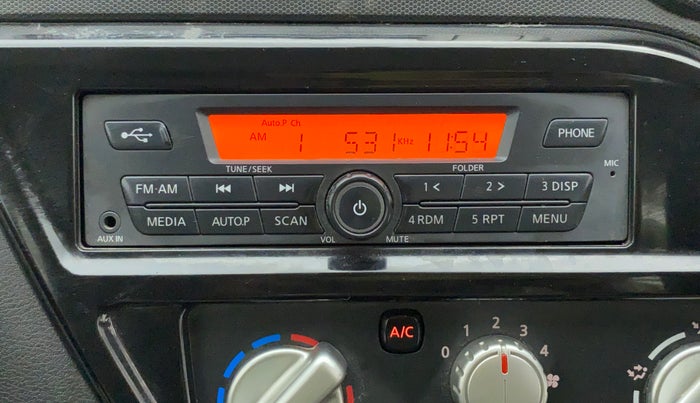 Auto.P. Ch
AM 1 531 KHz 11:54
PHONE
TUNE/SEEK FOLDER
MIC
FM·AM 1 < 2 > 3 DISP
MEDIA AUTO.P SCAN 4 RDM 5 RPT MENU
AUX IN VOL MUTE
A/C
0 1 2 3 4